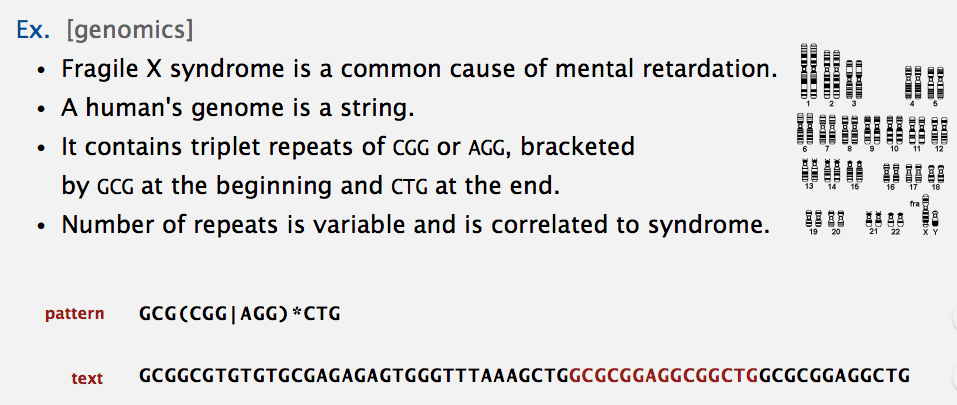 Ex. [genomics]
• Fragile X syndrome is a common cause of mental retardation.
• A human's genome is a string.
• It contains triplet repeats of CGG or AGG, bracketed
by GCG at the beginning and CTG at the end.
• Number of repeats is variable and is correlated to syndrome.
1 2 3 4 5
6 7 8 9 10 11 12
13 14 15 16 17 18
fra
19 20 21 22 X Y
pattern GCG(CGG|AGG)*CTG
text GCGGCGTGTGTGCGAGAGAGTGGGTTTAAAGCTGGCGCGGAGGCGGCTGGCGCGGAGGCTG